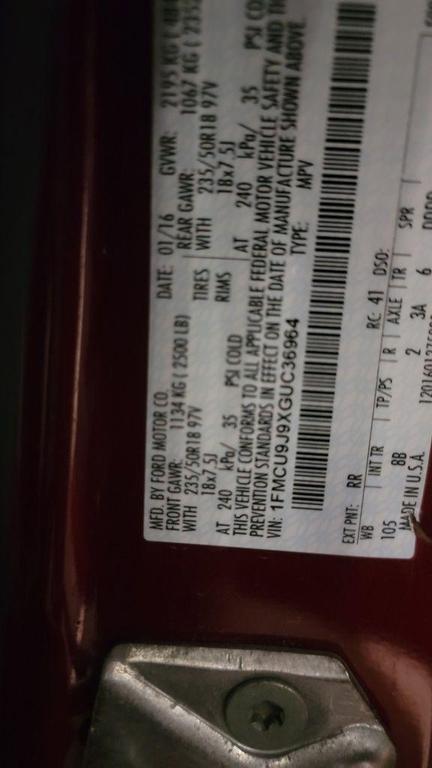 MFD. BY FORD MOTOR CO.
DATE: 01/16 GVWR: 2195 KG
FRONT GAWR: 1134 KG (2500 LB) REAR GAWR: 1067 KG
WITH 235/50R18 97V TIRES WITH 235/50R18 97V
18x7.5J RIMS 18x7.5J
AT 240 kPa/ 35 PSI COLD AT 240 kPa/ 35 PSI
THIS VEHICLE CONFORMS TO ALL APPLICABLE FEDERAL MOTOR VEHICLE SAFETY AND
PREVENTION STANDARDS IN EFFECT ON THE DATE OF MANUFACTURE SHOWN ABOVE.
VIN: 1FMCU9J9XGUC36964 TYPE: MPV
EXT PNT: RR RC: 41 DSO:
WB INT TR TP/PS R AXLE TR SPR
105 8B 2 3A 6
MADE IN U.S.A.